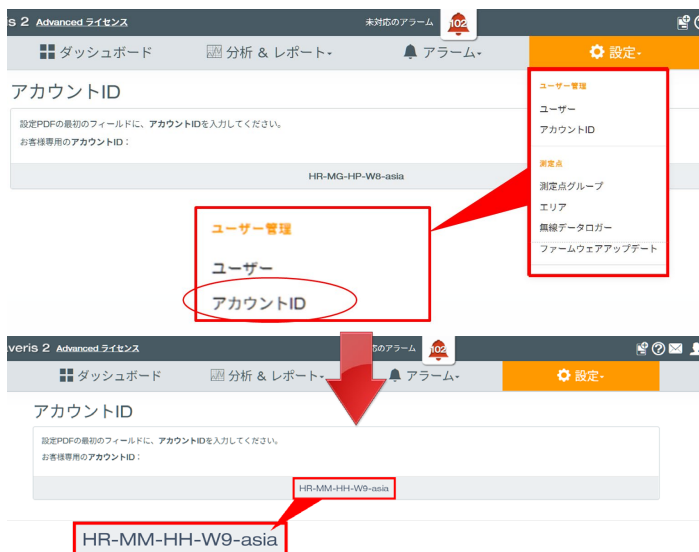 s 2 Advanced ライセンス 未対応のアラーム 102
ダッシュボード 分析 & レポート アラーム 設定
アカウントID
設定PDFの最初のフィールドに、アカウントIDを入力してください。
お客様専用のアカウントID：
HR-MG-HP-W8-asia
ユーザー管理
ユーザー
アカウントID
測定点
測定点グループ
エリア
無線データロガー
ファームウェアアップデート
ユーザー管理
ユーザー
アカウントID
averis 2 Advanced ライセンス 応のアラーム 102
ダッシュボード 分析 & レポート アラーム 設定
アカウントID
設定PDFの最初のフィールドに、アカウントIDを入力してください。
お客様専用のアカウントID：
HR-MM-HH-W9-asia
HR-MM-HH-W9-asia